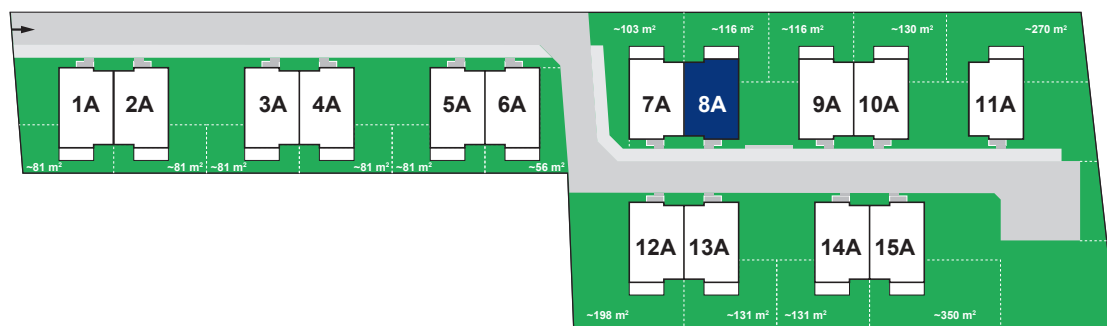 ~103 m²
~116 m²
~116 m²
~130 m²
~270 m²
1A
2A
3A
4A
5A
6A
7A
8A
9A
10A
11A
~81 m²
~81 m²
~81 m²
~81 m²
~81 m²
~56 m²
12A
13A
14A
15A
~198 m²
~131 m²
~131 m²
~350 m²